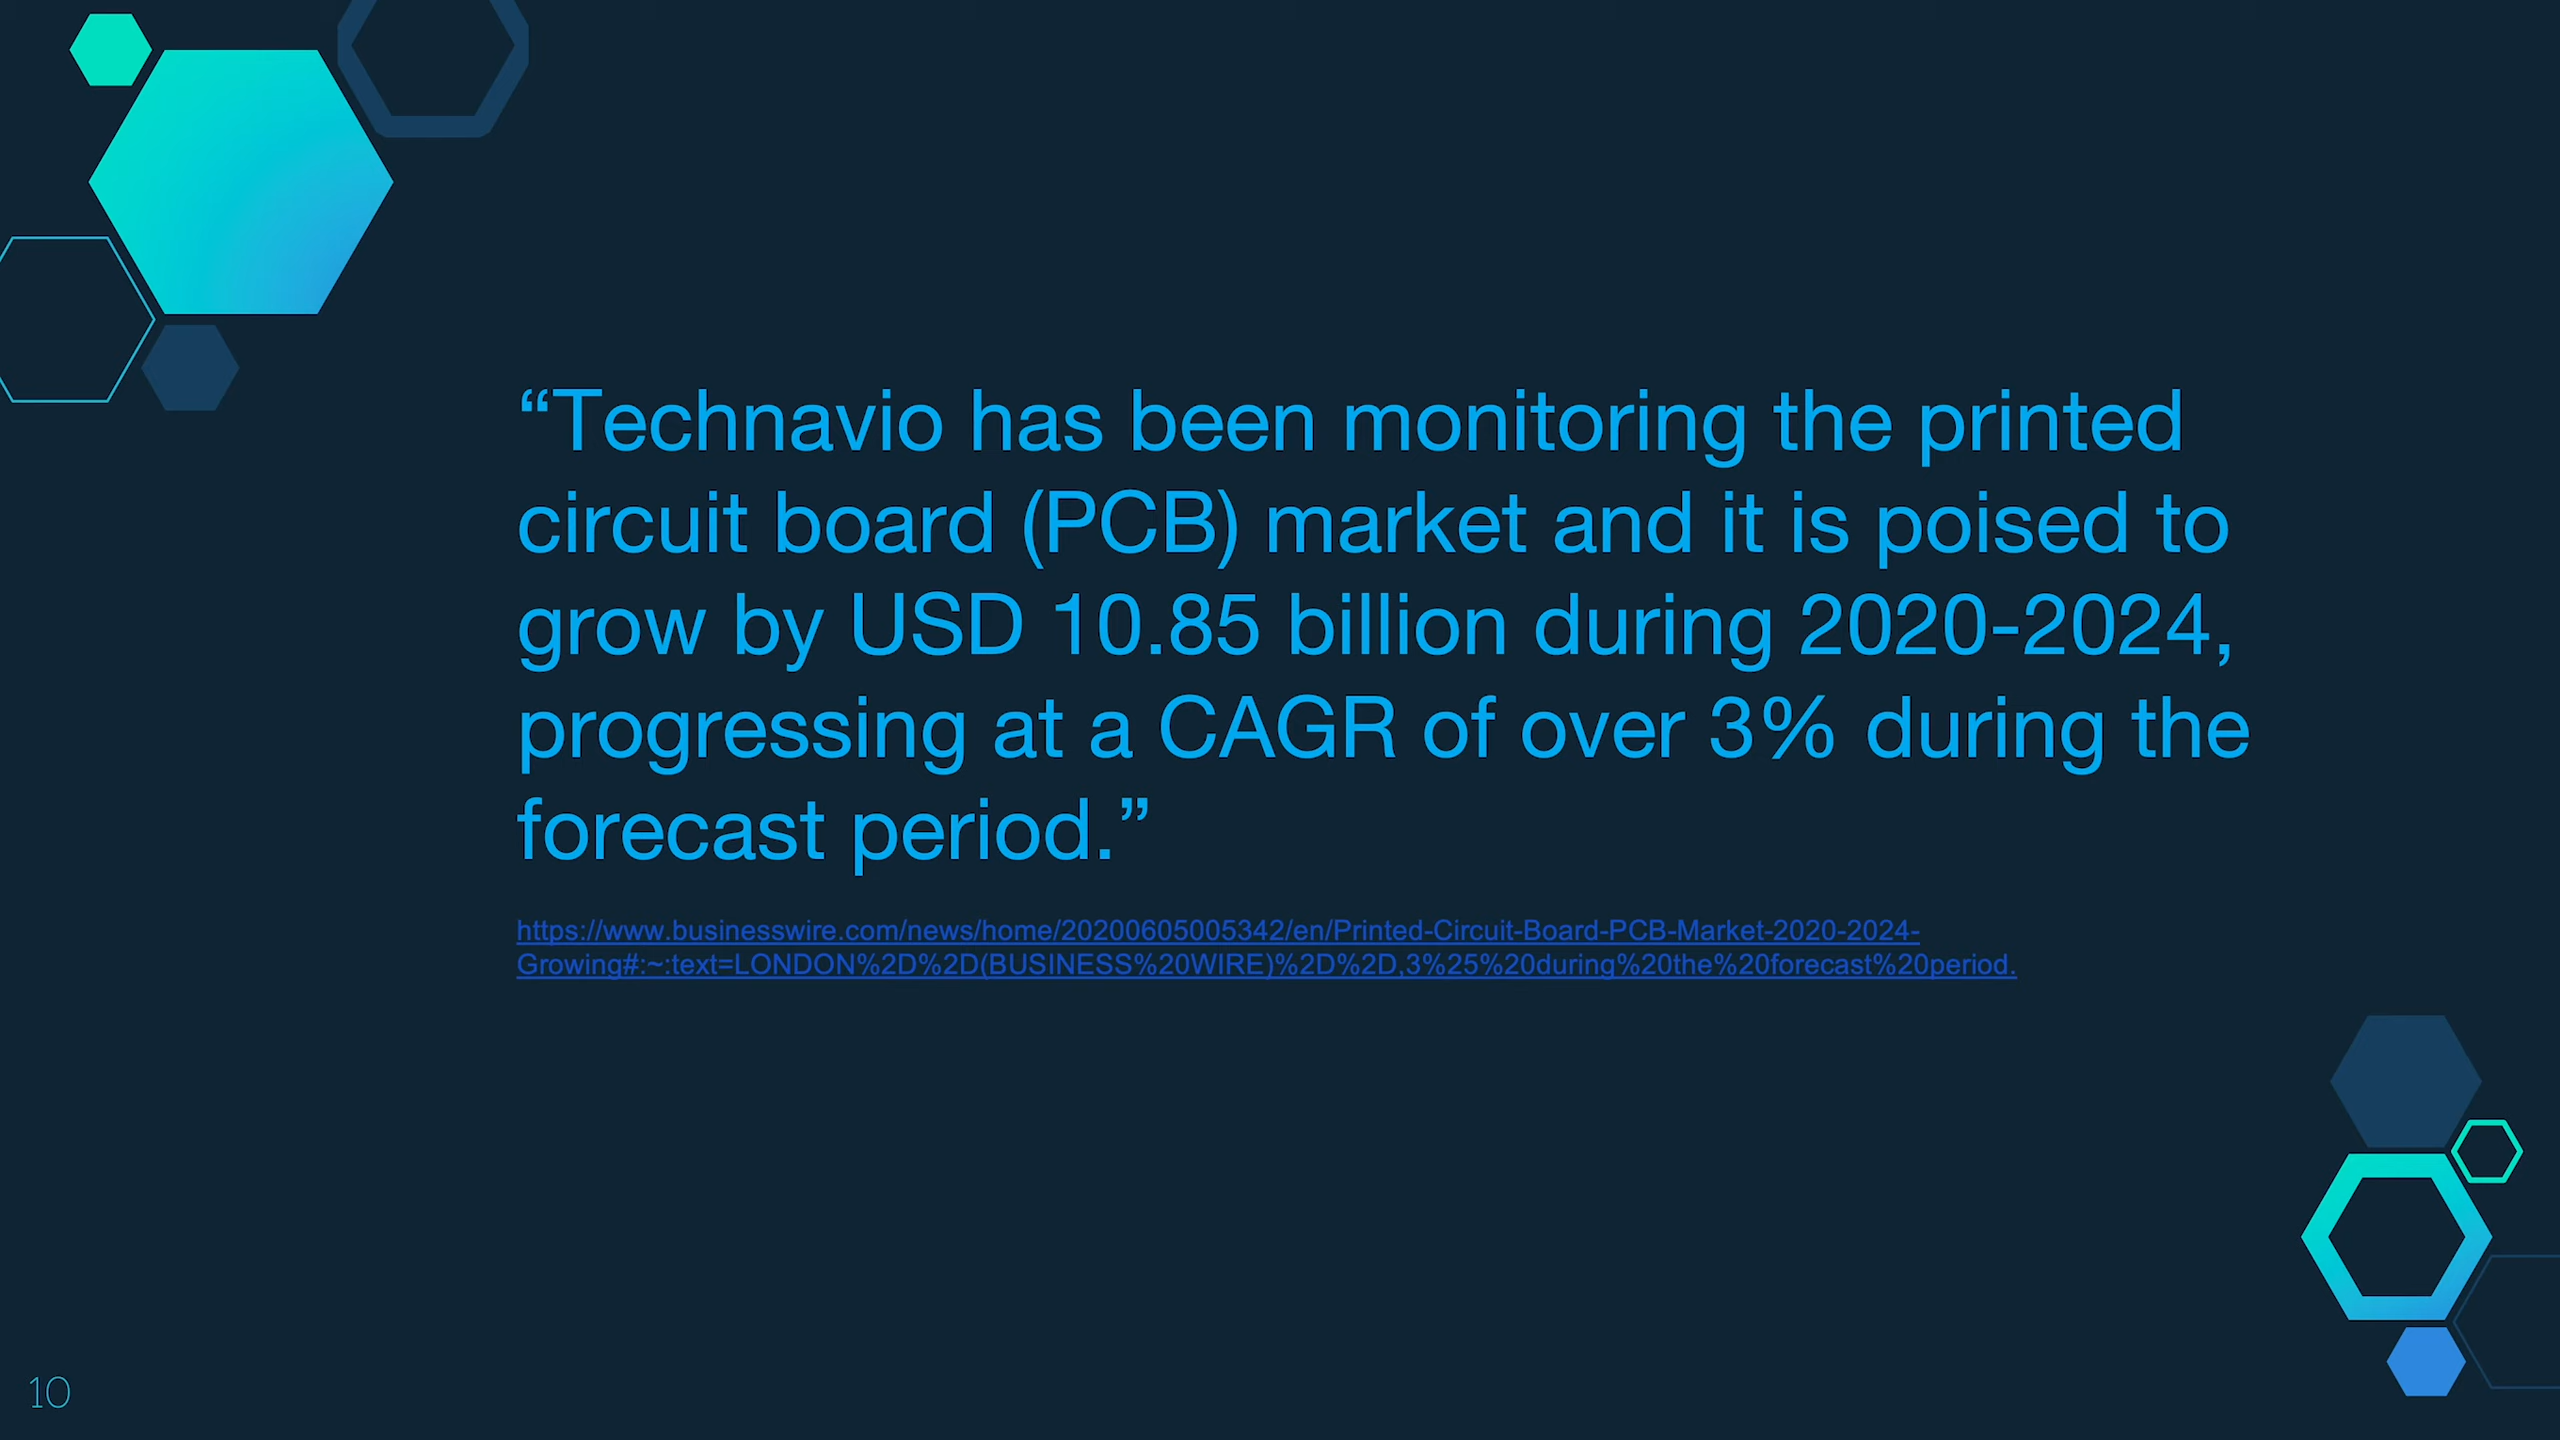 “Technavio has been monitoring the printed
circuit board (PCB) market and it is poised to
grow by USD 10.85 billion during 2020-2024,
progressing at a CAGR of over 3% during the
forecast period.”
https://www.businesswire.com/news/home/20200605005342/en/Printed-Circuit-Board-PCB-Market-2020-2024-
Growing#:~:text=LONDON%2D%2D(BUSINESS%20WIRE)%2D%2D,3%25%20during%20the%20forecast%20period.
10